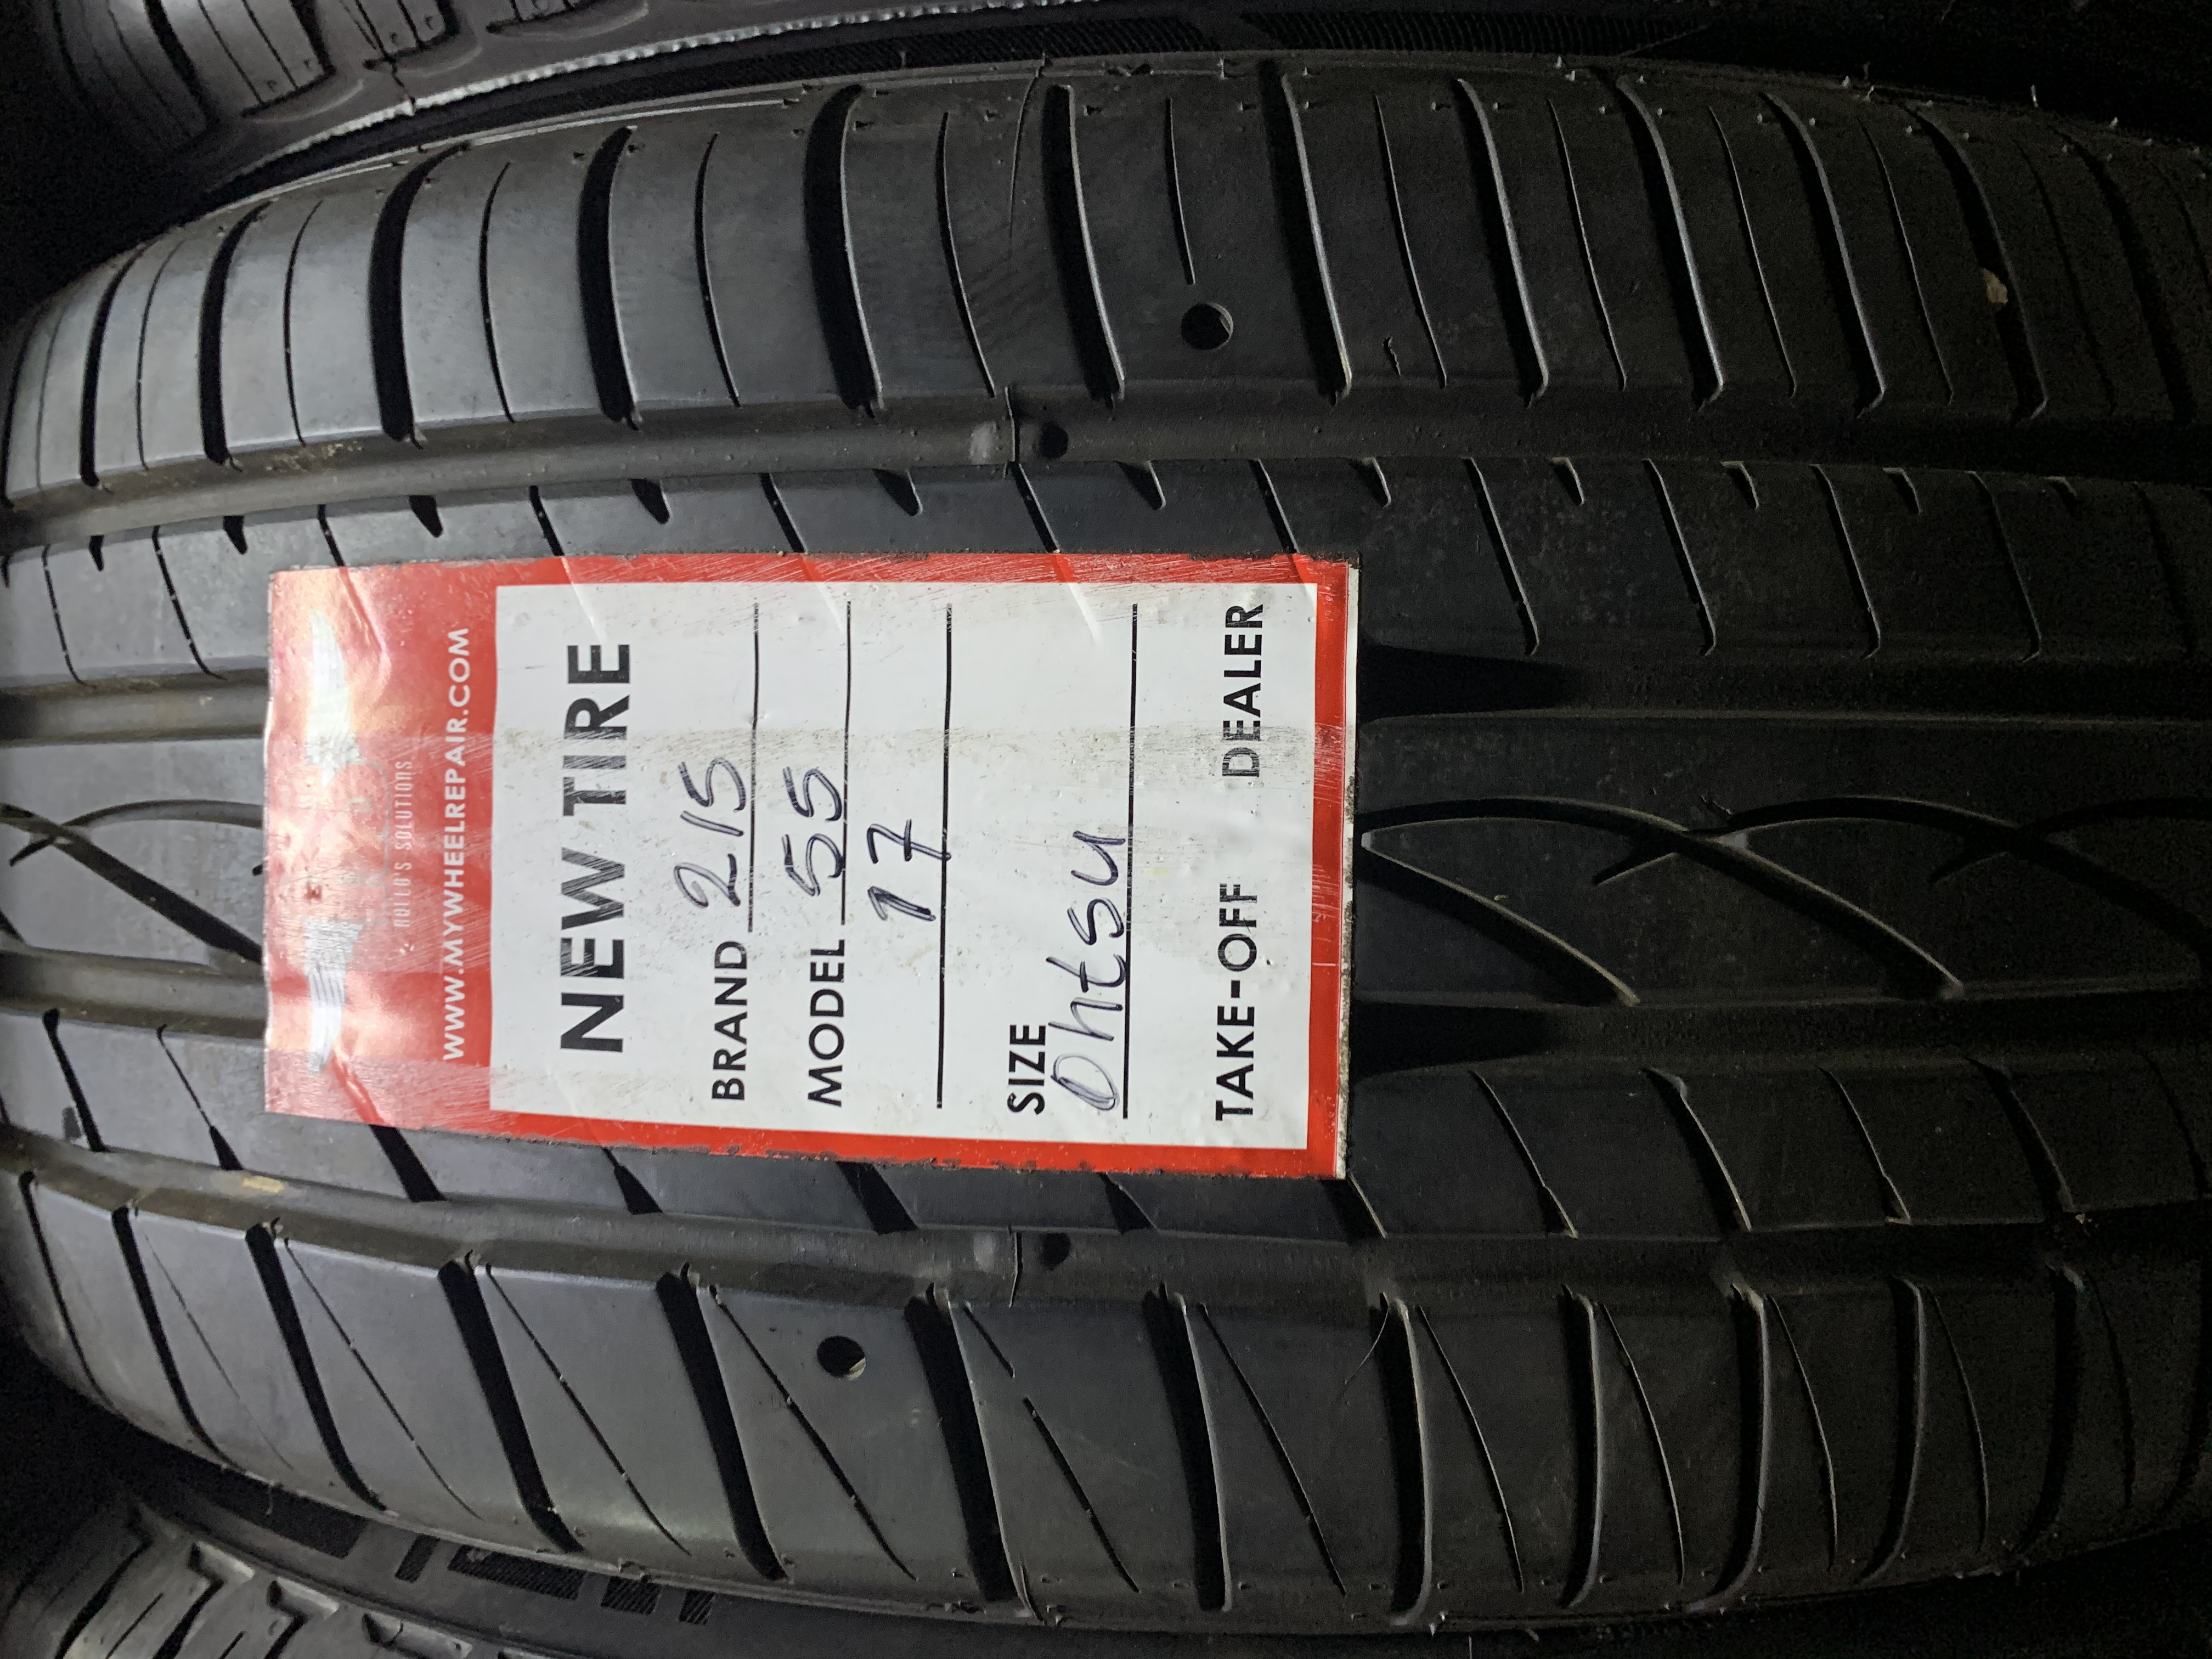 ROLLO'S SOLUTIONS
WWW.MYWHEELREPAIR.COM
NEW TIRE
BRAND 215
MODEL 55
17
SIZE
Ohtsu
TAKE-OFF DEALER